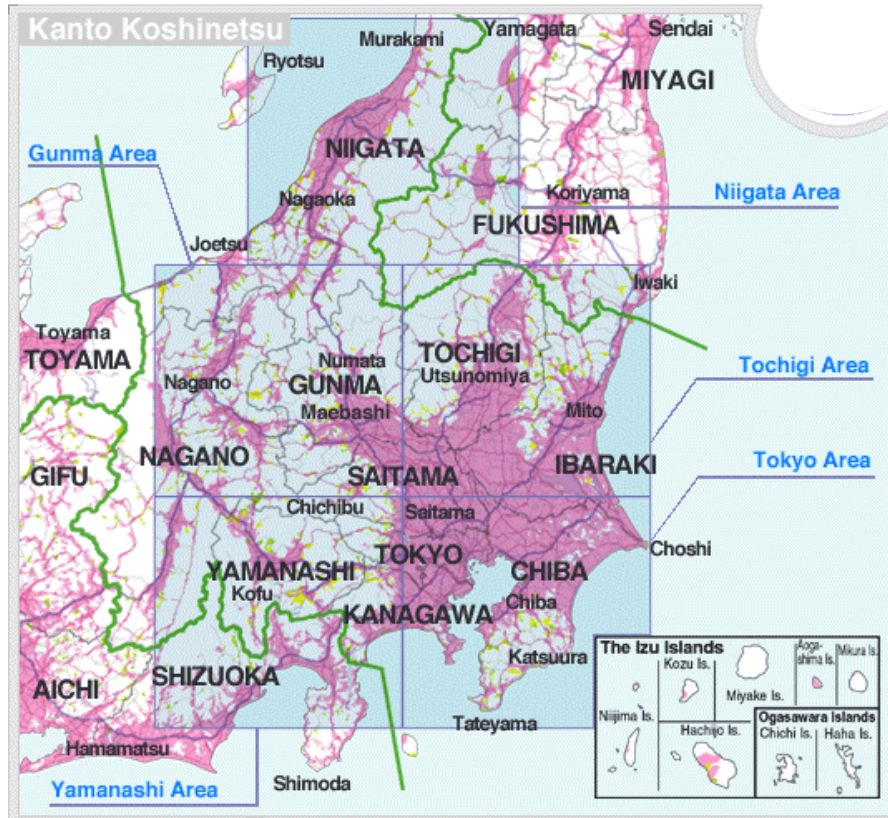 Kanto Koshinetsu
Murakami
Yamagata
Sendai
Ryotsu
MIYAGI
NIIGATA
Gunma Area
Nagaoka
Koriyama
Niigata Area
FUKUSHIMA
Joetsu
Iwaki
Toyama
TOYAMA
Numata
TOCHIGI
Utsunomiya
Tochigi Area
Nagano
GUNMA
Maebashi
Mito
NAGANO
GIFU
SAITAMA
IBARAKI
Tokyo Area
Chichibu
Saitama
TOKYO
Choshi
YAMANASHI
Kofu
CHIBA
Chiba
KANAGAWA
Katsuura
SHIZUOKA
AICHI
Tateyama
Hamamatsu
Shimoda
Yamanashi Area
The Izu Islands
Kozu Is.
Miyake Is.
Aoga-
shima Is.
Mikura Is.
Niijima Is.
Hachijo Is.
Ogasawara Islands
Chichi Is.
Haha Is.